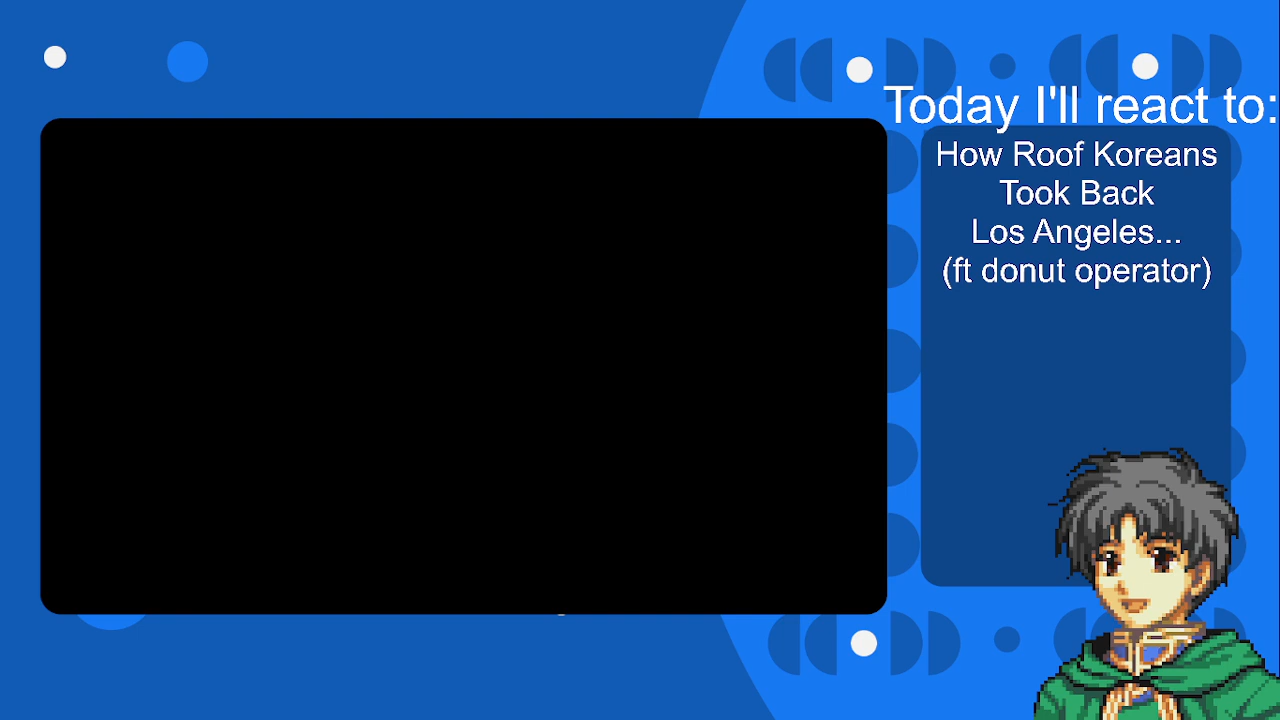 Today I'll react to:
How Roof Koreans
Took Back
Los Angeles...
(ft donut operator)